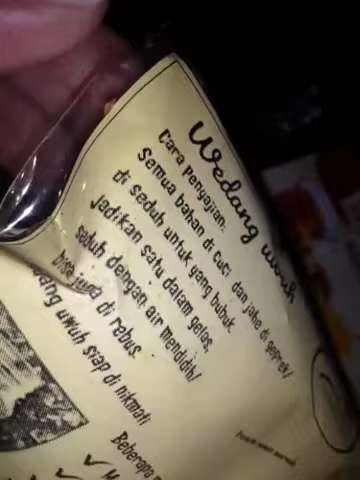 Wedang uwuh
Cara Penyajian:
Semua bahan di cuci dan jahe di geprek/
di seduh untuk yang bubuk
jadikan satu dalam gelas,
seduh dengan air mendidih/
bisa juga di rebus
uwuh siap di nikmati
Beberapa